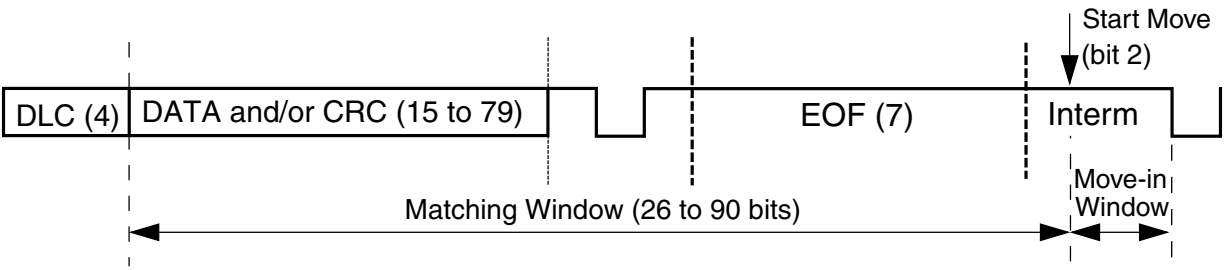 Start Move
(bit 2)
DLC (4)
DATA and/or CRC (15 to 79)
EOF (7)
Interm
Move-in
Window
Matching Window (26 to 90 bits)